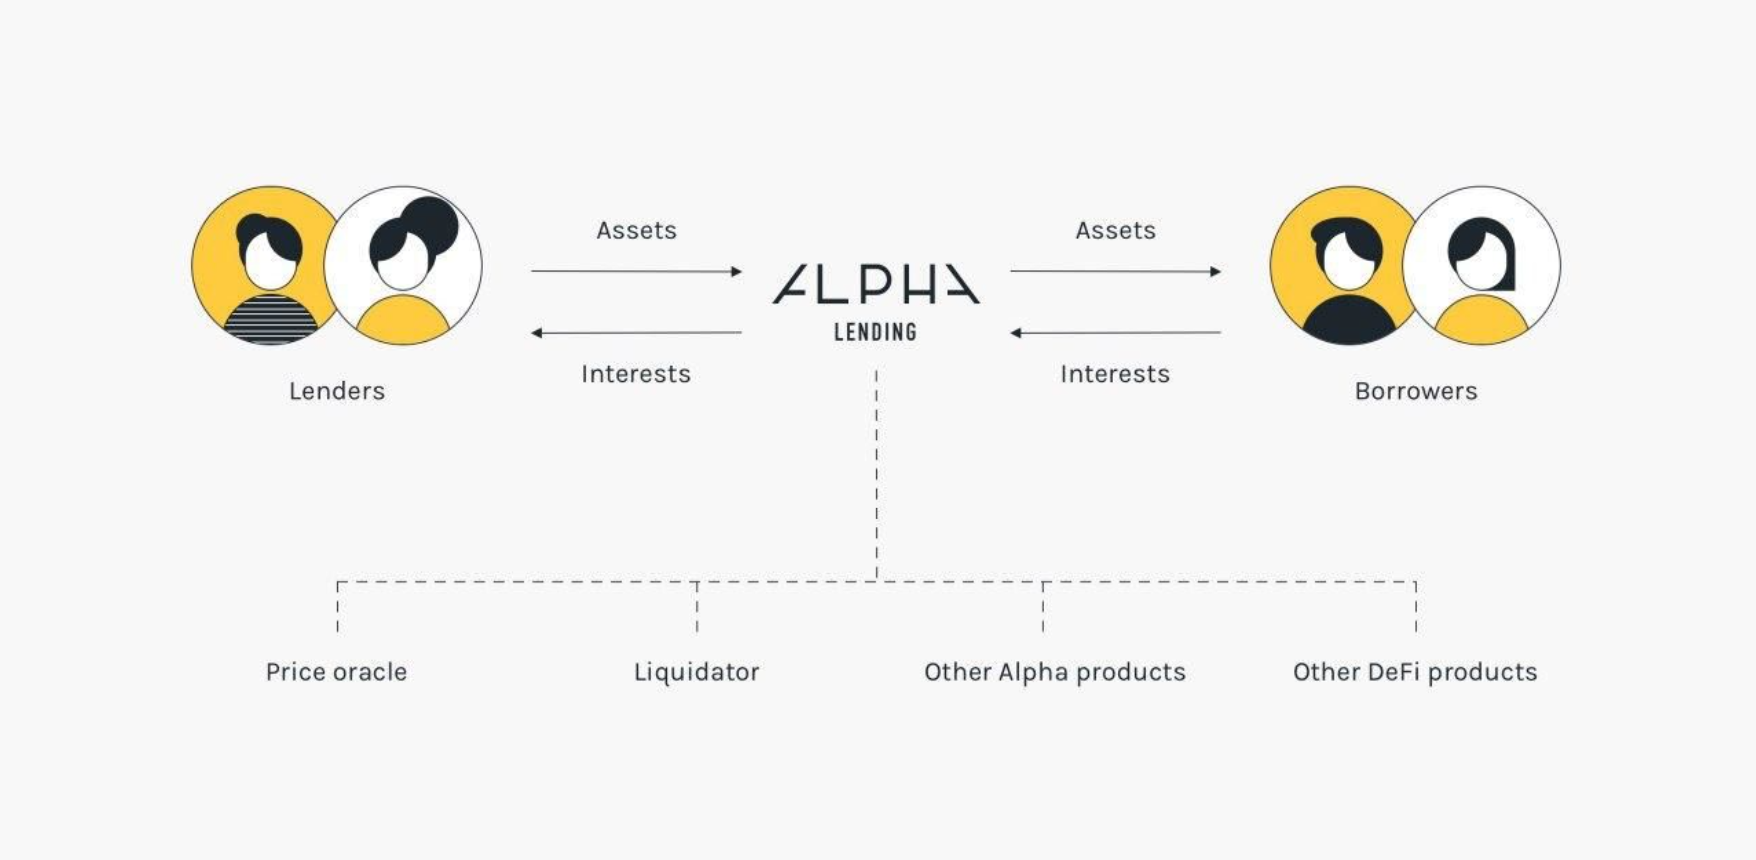 Assets
Assets
ALPHA
LENDING
Interests
Interests
Lenders
Borrowers
Price oracle
Liquidator
Other Alpha products
Other DeFi products